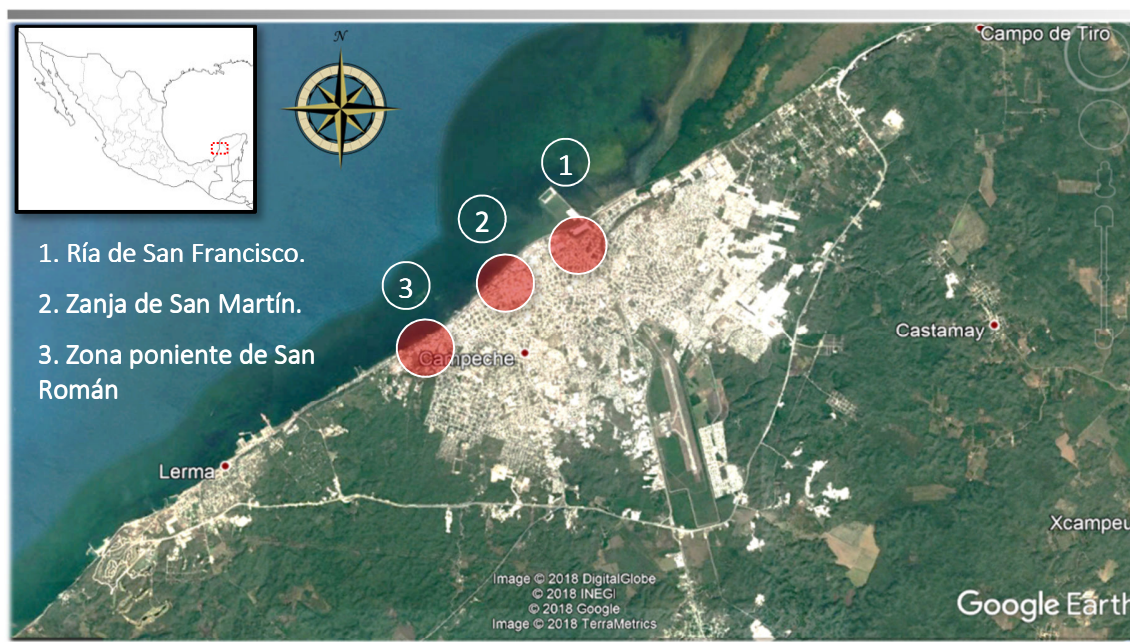 N
Campo de Tiro
1
2
1. Ría de San Francisco.
3
2. Zanja de San Martín.
Castamay
3. Zona poniente de San
Román
Campeche
Lerma
Xcampeu
Image © 2018 DigitalGlobe
© 2018 INEGI
© 2018 Google
Image © 2018 TerraMetrics
Google Earth